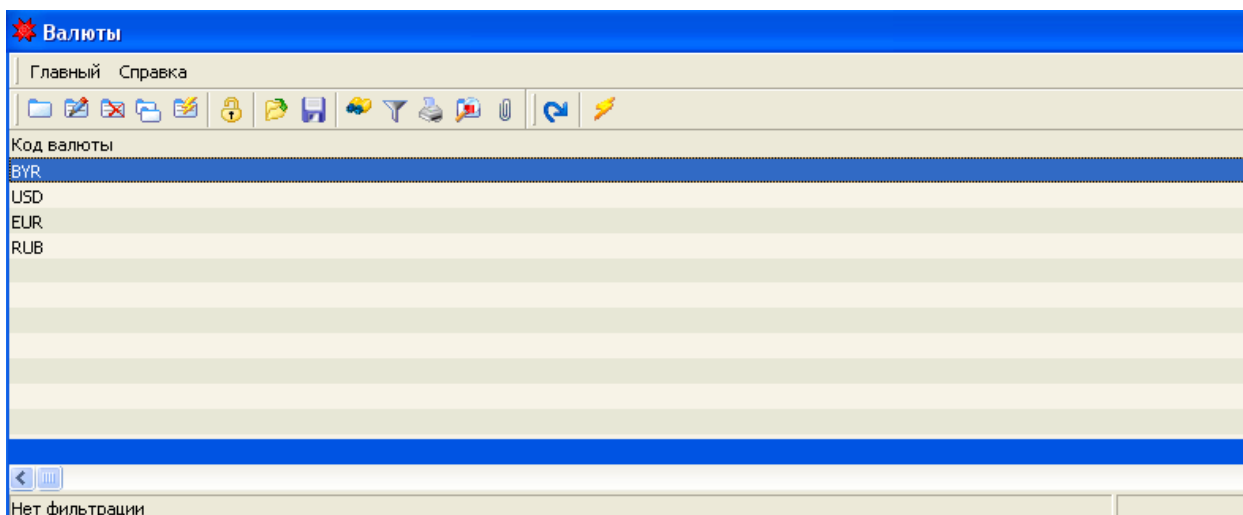 Валюты
Главный Справка
Код валюты
BYR
USD
EUR
RUB
Нет фильтрации